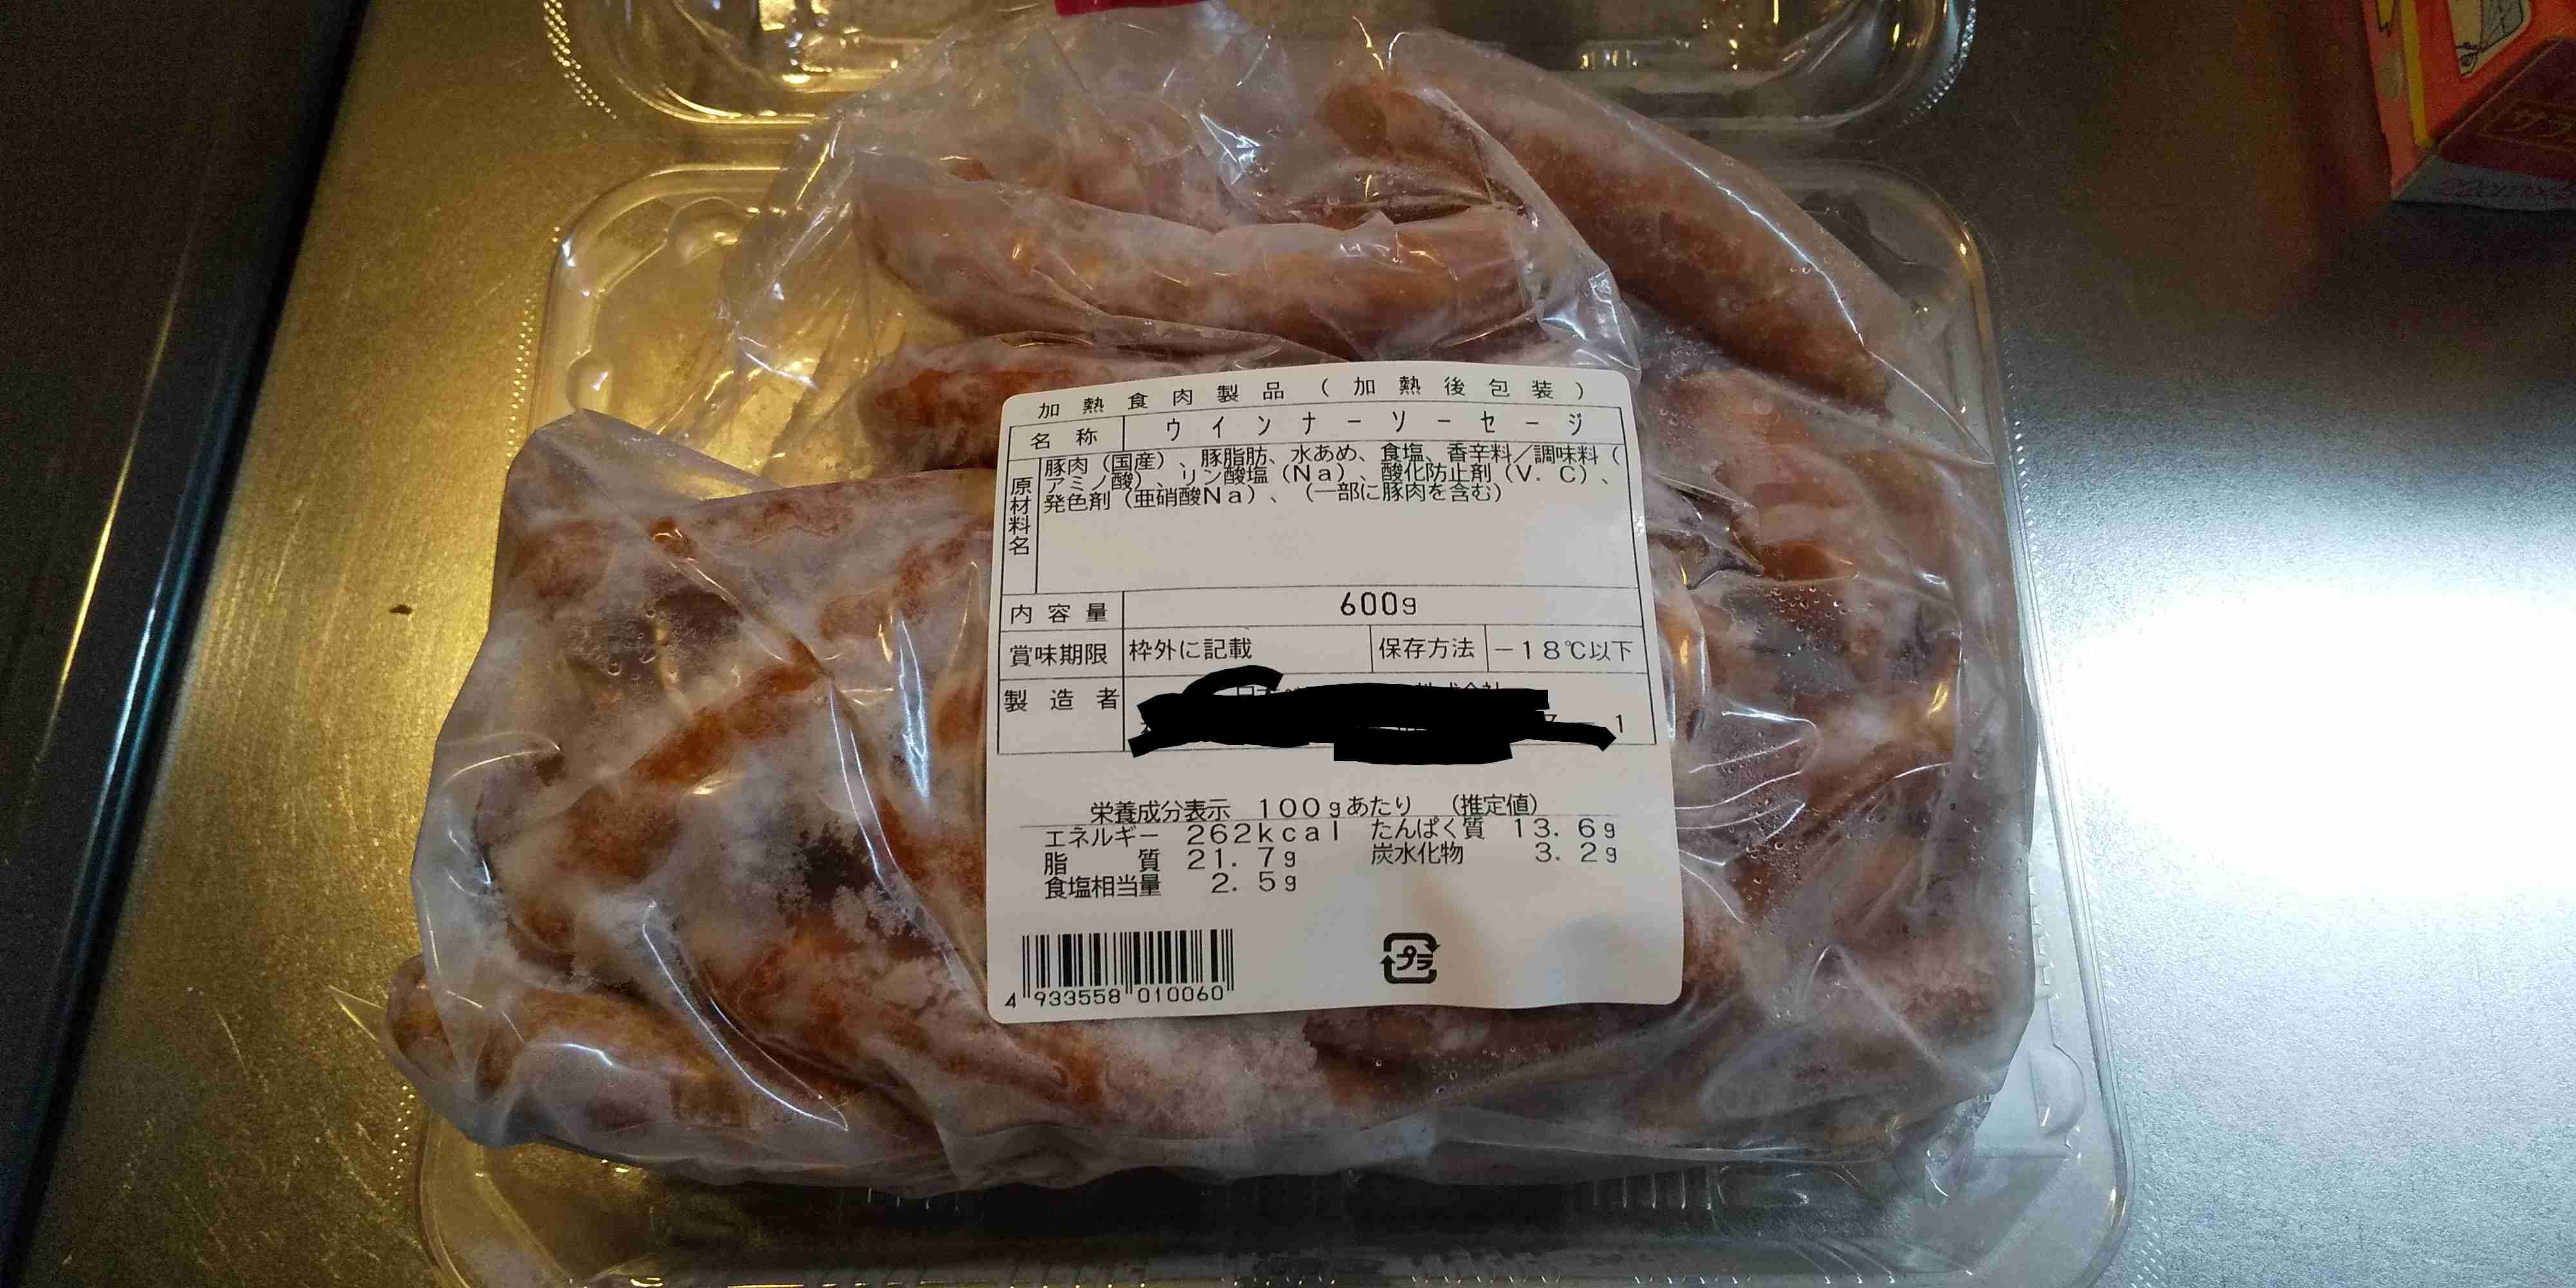 加熱食肉製品（加熱後包装）
名称 ウインナーソーセージ
原材料名 豚肉（国産）、豚脂肪、水あめ、食塩、香辛料／調味料（
アミノ酸）、リン酸塩（Ｎａ）、酸化防止剤（Ｖ．Ｃ）、
発色剤（亜硝酸Ｎａ）、（一部に豚肉を含む）
内容量 600g
賞味期限 枠外に記載 保存方法 －１８℃以下
製造者
1
栄養成分表示 １００ｇあたり （推定値）
エネルギー ２６２ｋｃａｌ たんぱく質 １３．６ｇ
脂質 ２１．７ｇ 炭水化物 ３．２ｇ
食塩相当量 ２．５ｇ
4 933558 010060
プラ